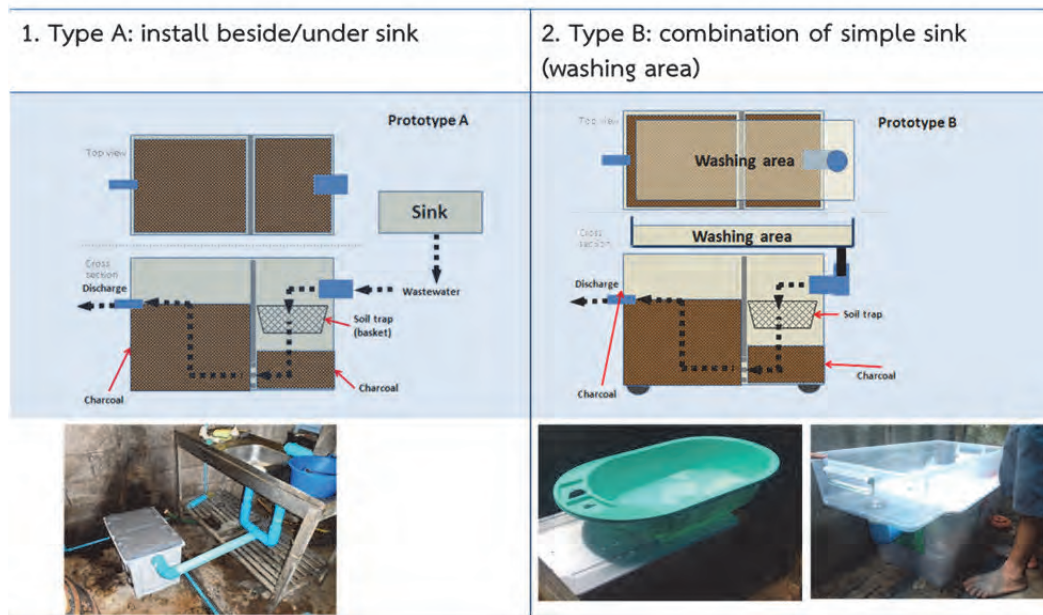 1. Type A: install beside/under sink
Prototype A
Top view
Sink
Cross
section
Discharge
Wastewater
Soil trap
(basket)
Charcoal
Charcoal
2. Type B: combination of simple sink
(washing area)
Top view
Prototype B
Washing area
Cross
section
Washing area
Discharge
Soil trap
Charcoal
Charcoal